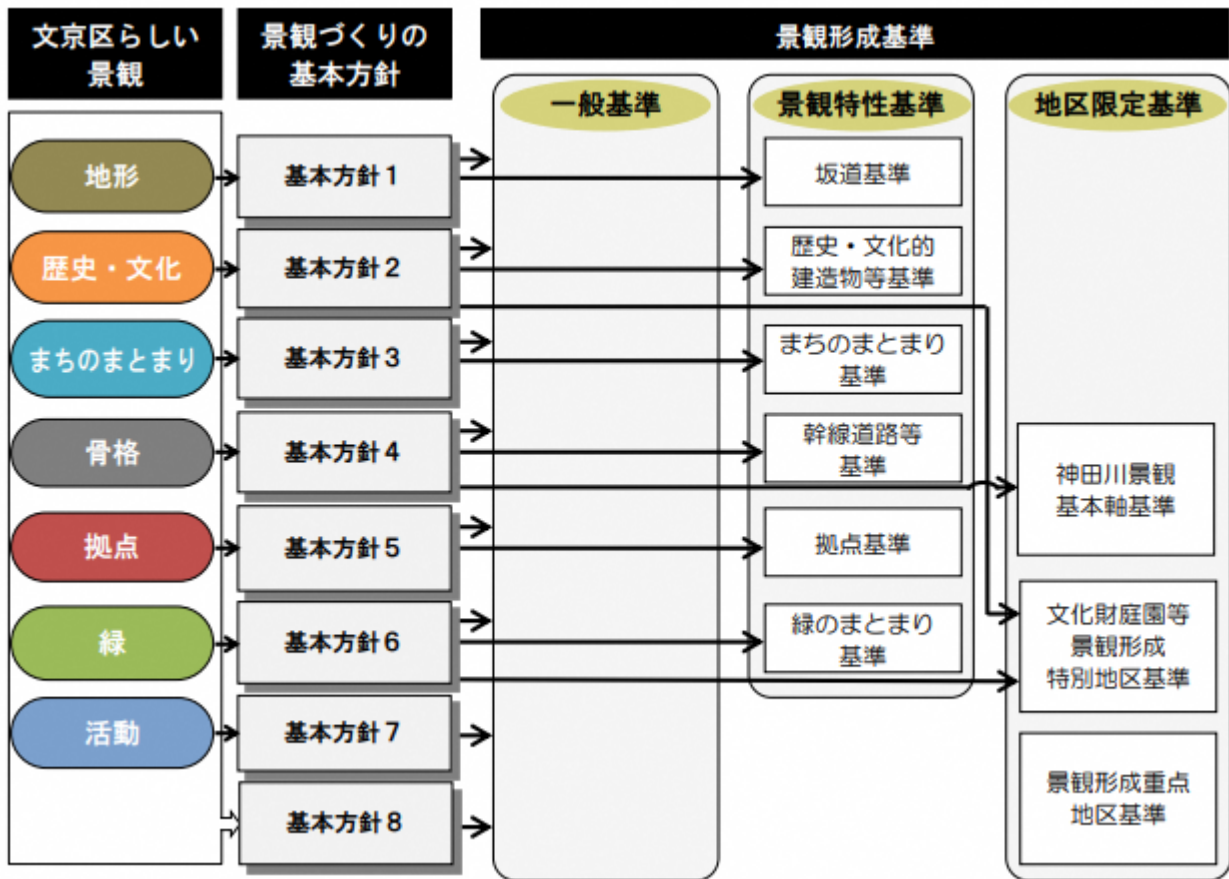 文京区らしい
景観
景観づくりの
基本方針
景観形成基準
一般基準
景観特性基準
地区限定基準
地形
基本方針1
坂道基準
歴史・文化
基本方針2
歴史・文化的
建造物等基準
まちのまとまり
基本方針3
まちのまとまり
基準
骨格
基本方針4
幹線道路等
基準
神田川景観
基本軸基準
拠点
基本方針5
拠点基準
緑
基本方針6
緑のまとまり
基準
文化財庭園等
景観形成
特別地区基準
活動
基本方針7
基本方針8
景観形成重点
地区基準